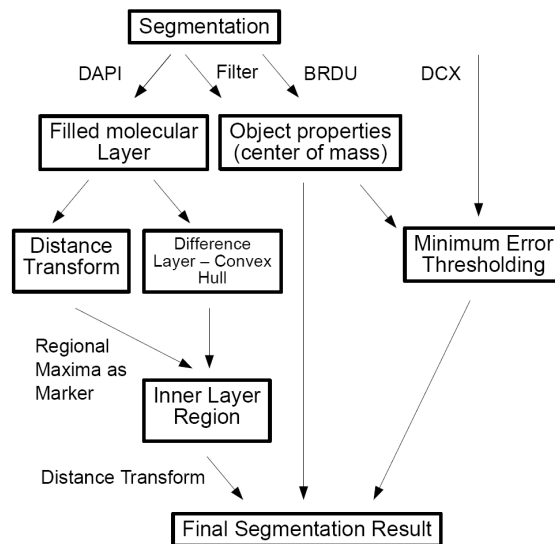 Segmentation
DAPI
Filter
BRDU
DCX
Filled molecular
Layer
Object properties
(center of mass)
Distance
Transform
Difference
Layer – Convex
Hull
Minimum Error
Thresholding
Regional
Maxima as
Marker
Inner Layer
Region
Distance Transform
Final Segmentation Result